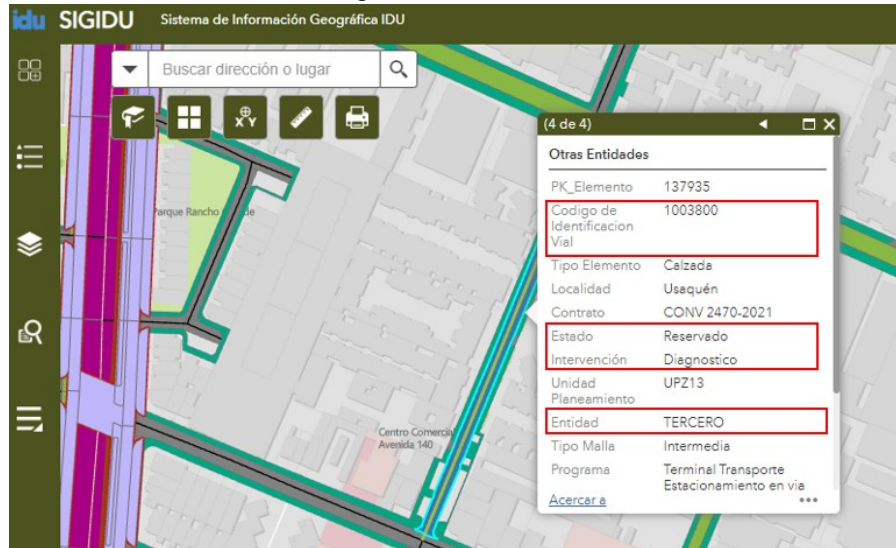 idu SIGIDU Sistema de Información Geográfica IDU
Buscar dirección o lugar
X Y
(4 de 4)
Otras Entidades
PK_Elemento 137935
Codigo de Identificacion Vial 1003800
Tipo Elemento Calzada
Localidad Usaquén
Contrato CONV 2470-2021
Estado Reservado
Intervención Diagnostico
Unidad Planeamiento UPZ13
Entidad TERCERO
Tipo Malla Intermedia
Programa Terminal Transporte
Estacionamiento en via
Acercar a
Parque Rancho
de
Centro Comercial
Avenida 140